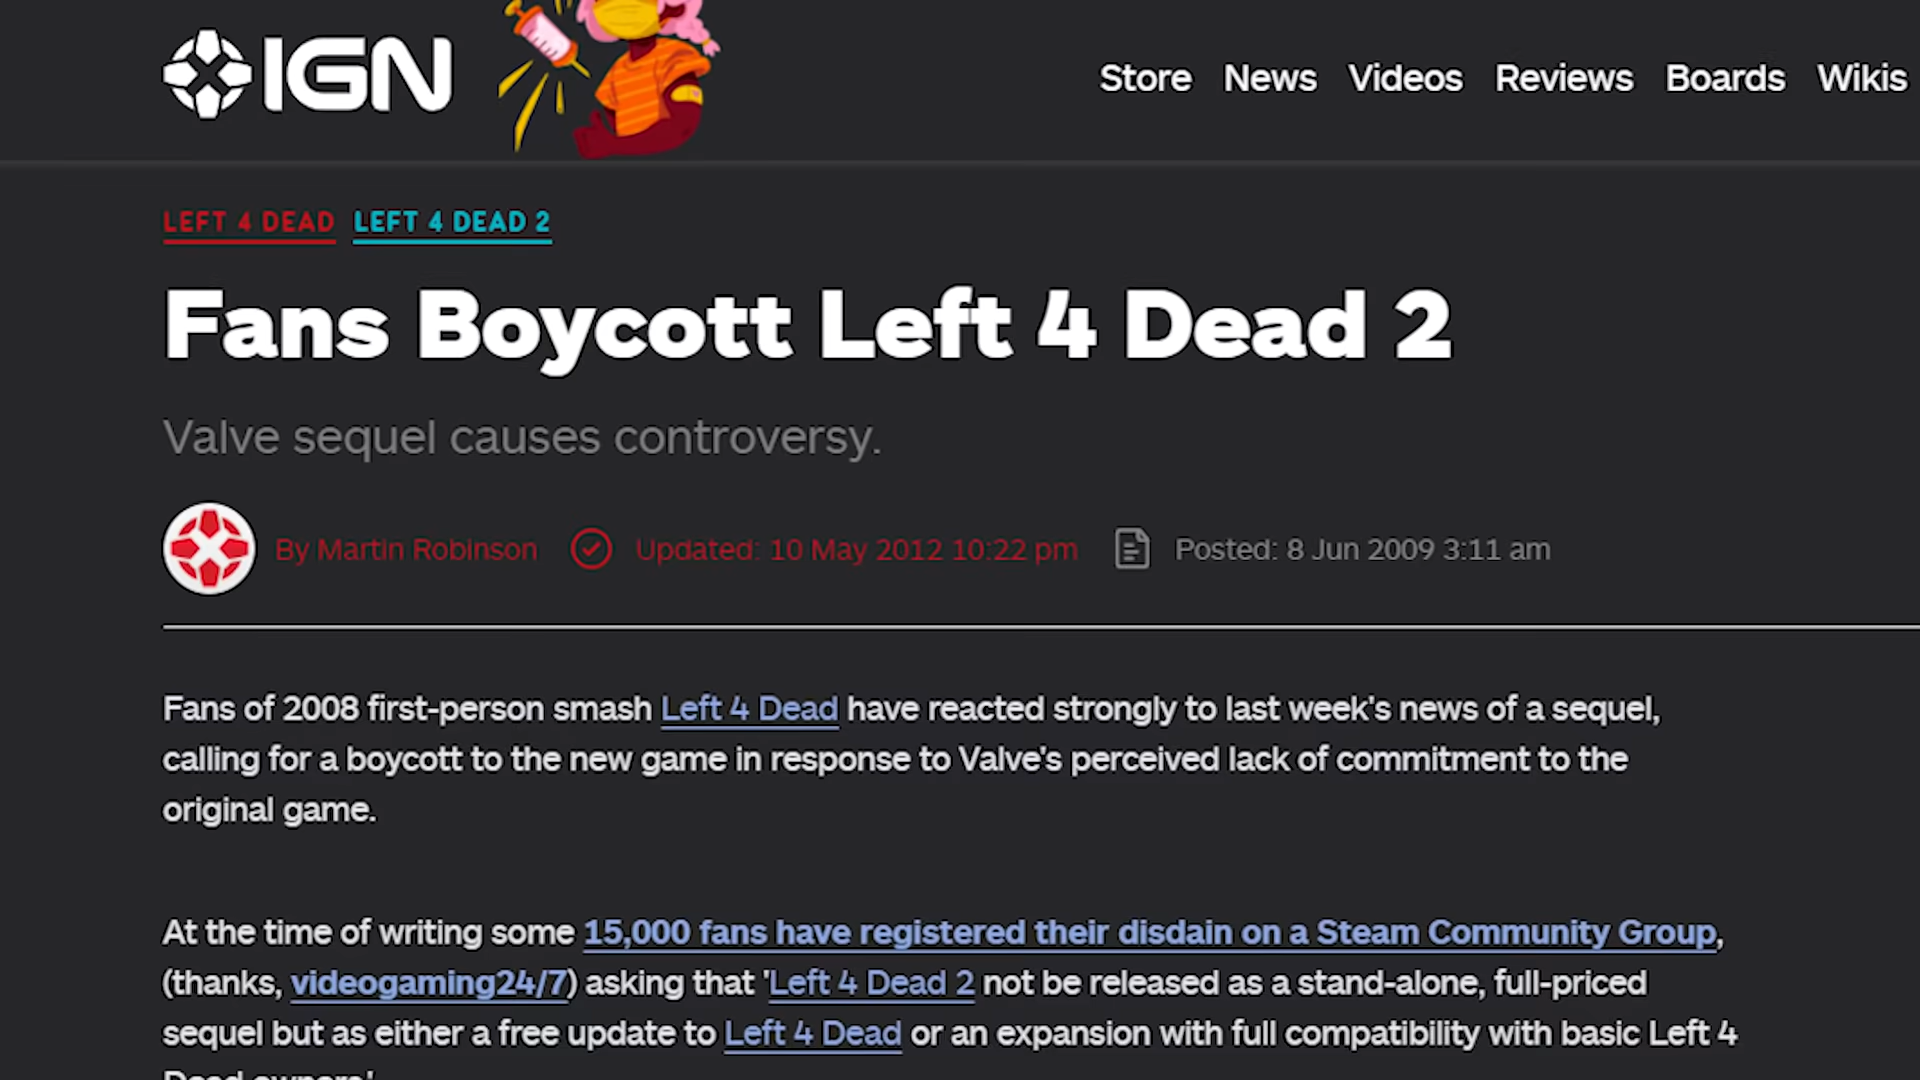 IGN
Store News Videos Reviews Boards Wikis
LEFT 4 DEAD LEFT 4 DEAD 2
Fans Boycott Left 4 Dead 2
Valve sequel causes controversy.
By Martin Robinson Updated: 10 May 2012 10:22 pm Posted: 8 Jun 2009 3:11 am
Fans of 2008 first-person smash Left 4 Dead have reacted strongly to last week's news of a sequel,
calling for a boycott to the new game in response to Valve's perceived lack of commitment to the
original game.
At the time of writing some 15,000 fans have registered their disdain on a Steam Community Group,
(thanks, videogaming24/7) asking that 'Left 4 Dead 2 not be released as a stand-alone, full-priced
sequel but as either a free update to Left 4 Dead or an expansion with full compatibility with basic Left 4
Dead owners.'